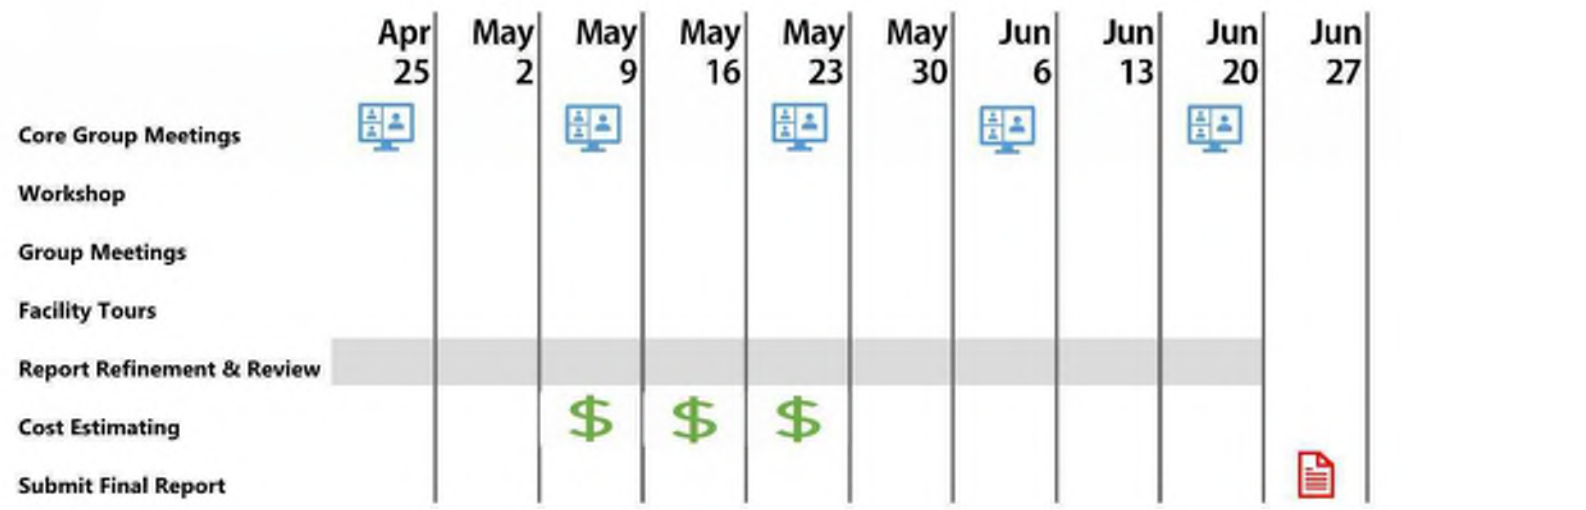 Apr May May May May May Jun Jun Jun Jun
25 2 9 16 23 30 6 13 20 27
Core Group Meetings
Workshop
Group Meetings
Facility Tours
Report Refinement & Review
Cost Estimating
$ $ $
Submit Final Report